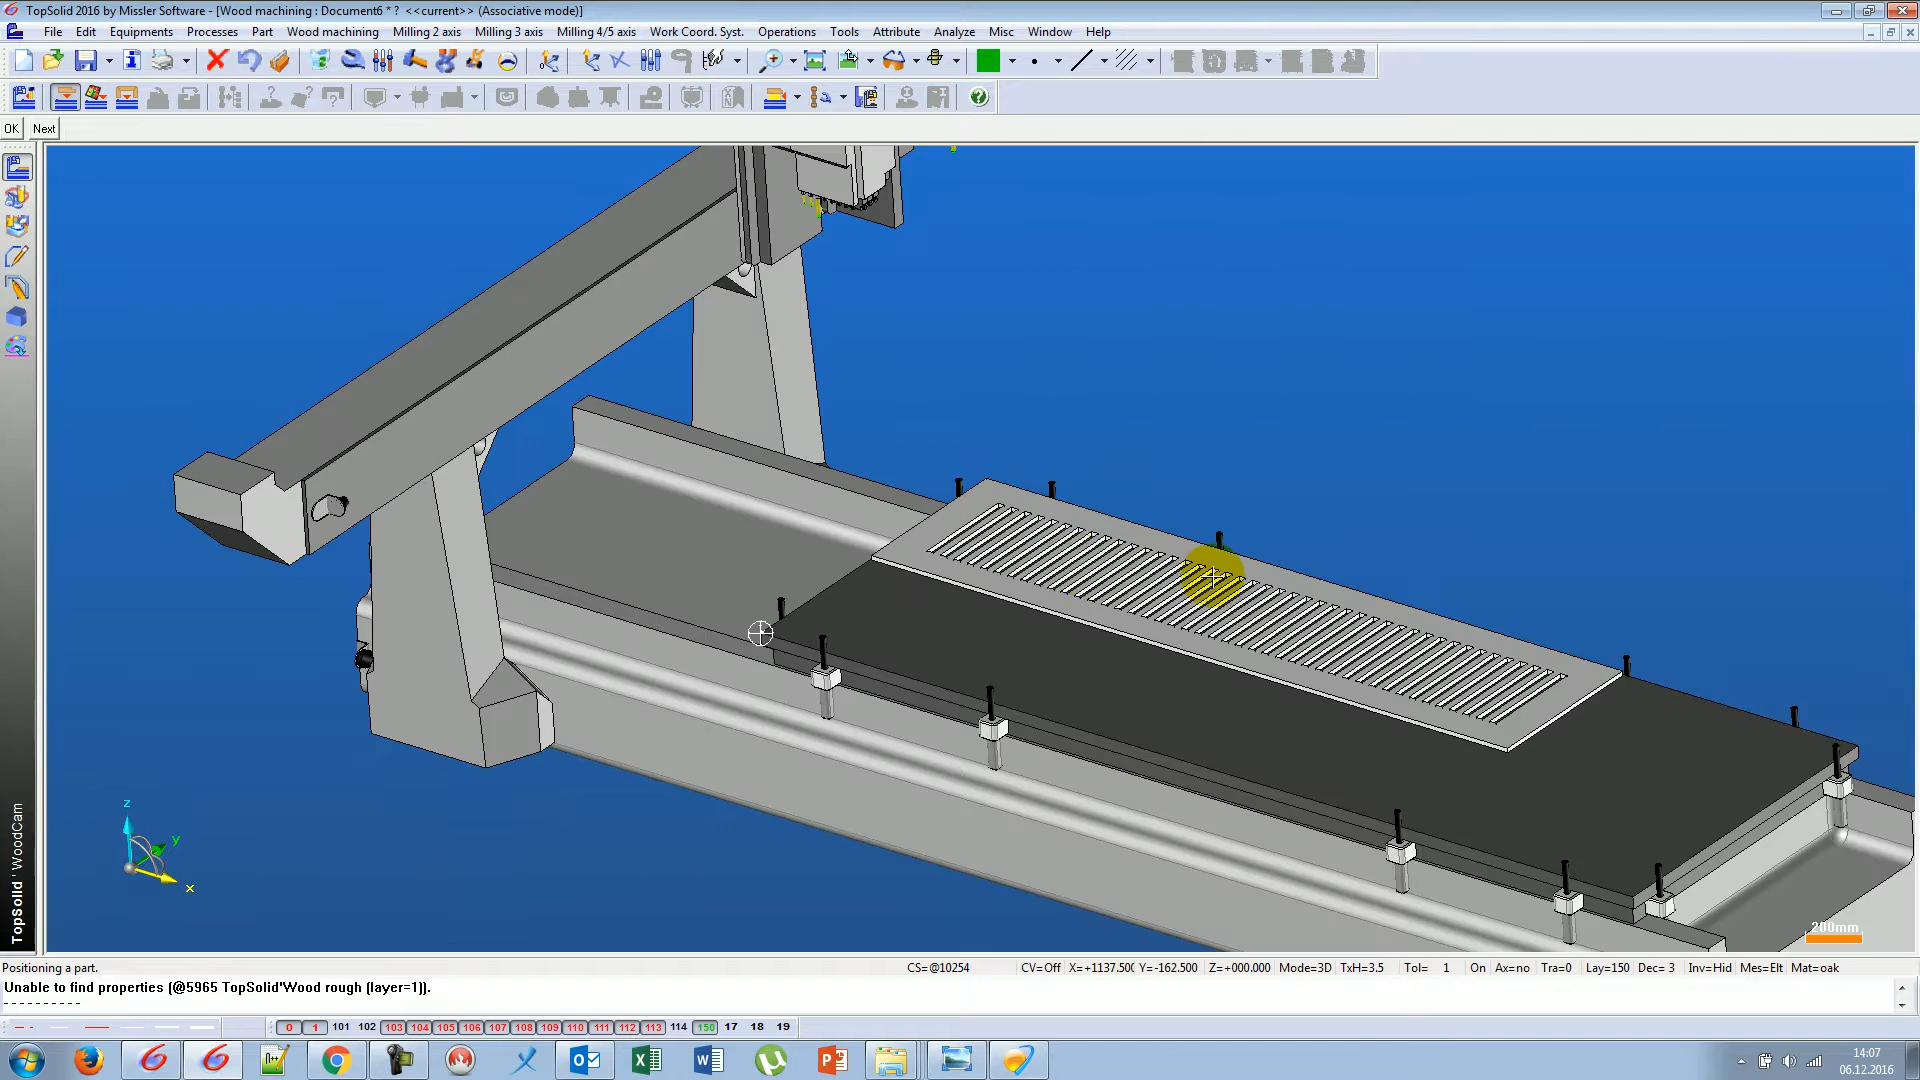 TopSolid 2016 by Missler Software - [Wood machining : Document6 * ?  <<current>> (Associative mode)]
File Edit Equipments Processes Part Wood machining Milling 2 axis Milling 3 axis Milling 4/5 axis Work Coord. Syst. Operations Tools Attribute Analyze Misc Window Help
OK Next
z
y
x
TopSolid'WoodCam
200mm
Positioning a part. CS=@10254 CV=Off X=+1137.500 Y=-162.500 Z=+000.000 Mode=3D TxH=3.5 Tol= 1 On Ax=no Tra=0 Lay=150 Dec= 3 Inv=Hid Mes=Elt Mat=oak
Unable to find properties (@5965 TopSolid'Wood rough (layer=1)).
----------
0 1 101 102 103 104 105 106 107 108 109 110 111 112 113 114 150 17 18 19
14:07
06.12.2016